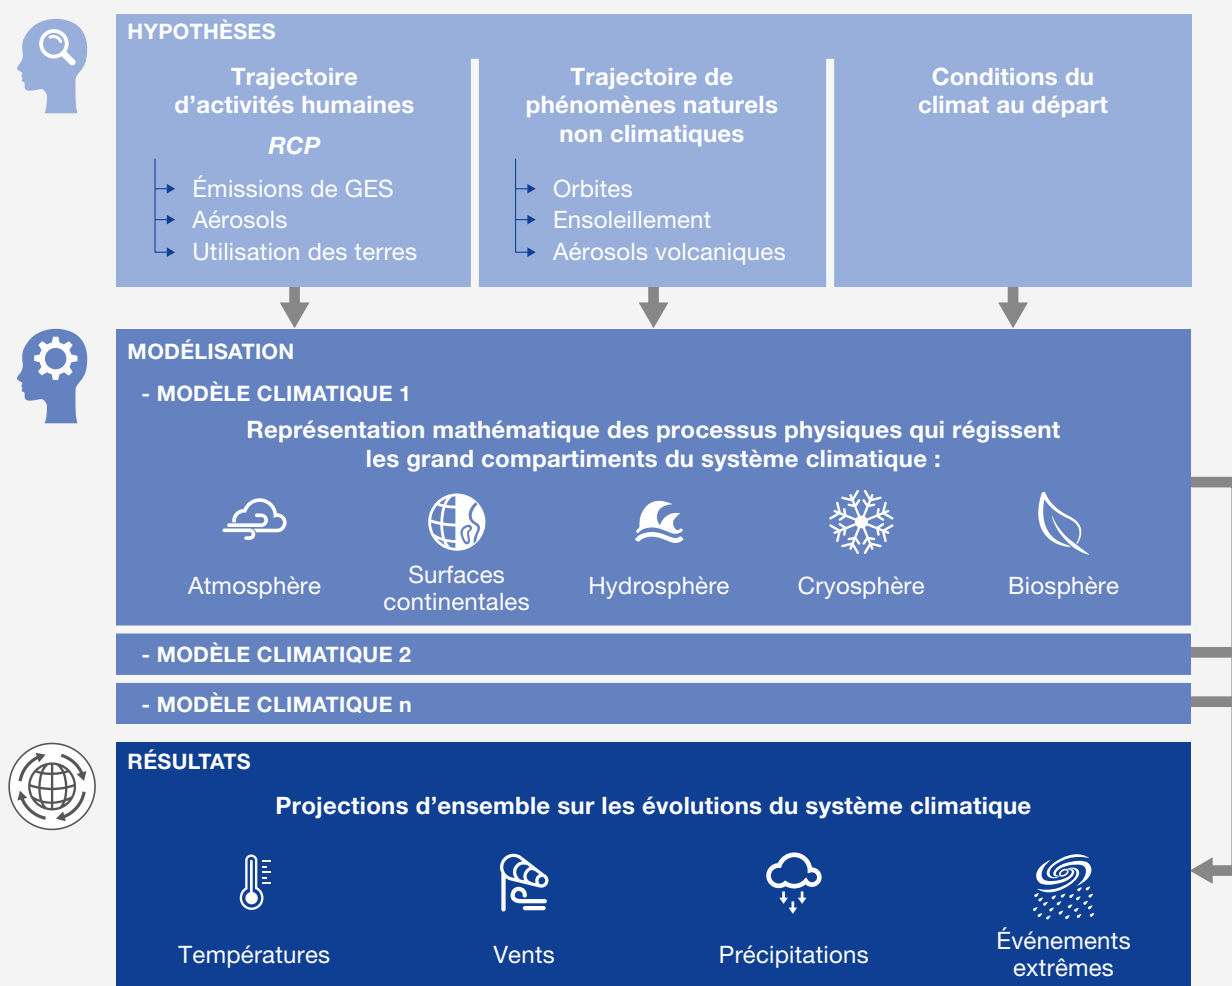 HYPOTHÈSES
Trajectoire
d’activités humaines
RCP
Émissions de GES
Aérosols
Utilisation des terres
Trajectoire de
phénomènes naturels
non climatiques
Orbites
Ensoleillement
Aérosols volcaniques
Conditions du
climat au départ
MODÉLISATION
- MODÈLE CLIMATIQUE 1
Représentation mathématique des processus physiques qui régissent
les grand compartiments du système climatique :
Atmosphère
Surfaces
continentales
Hydrosphère
Cryosphère
Biosphère
- MODÈLE CLIMATIQUE 2
- MODÈLE CLIMATIQUE n
RÉSULTATS
Projections d’ensemble sur les évolutions du système climatique
Températures
Vents
Précipitations
Événements
extrêmes